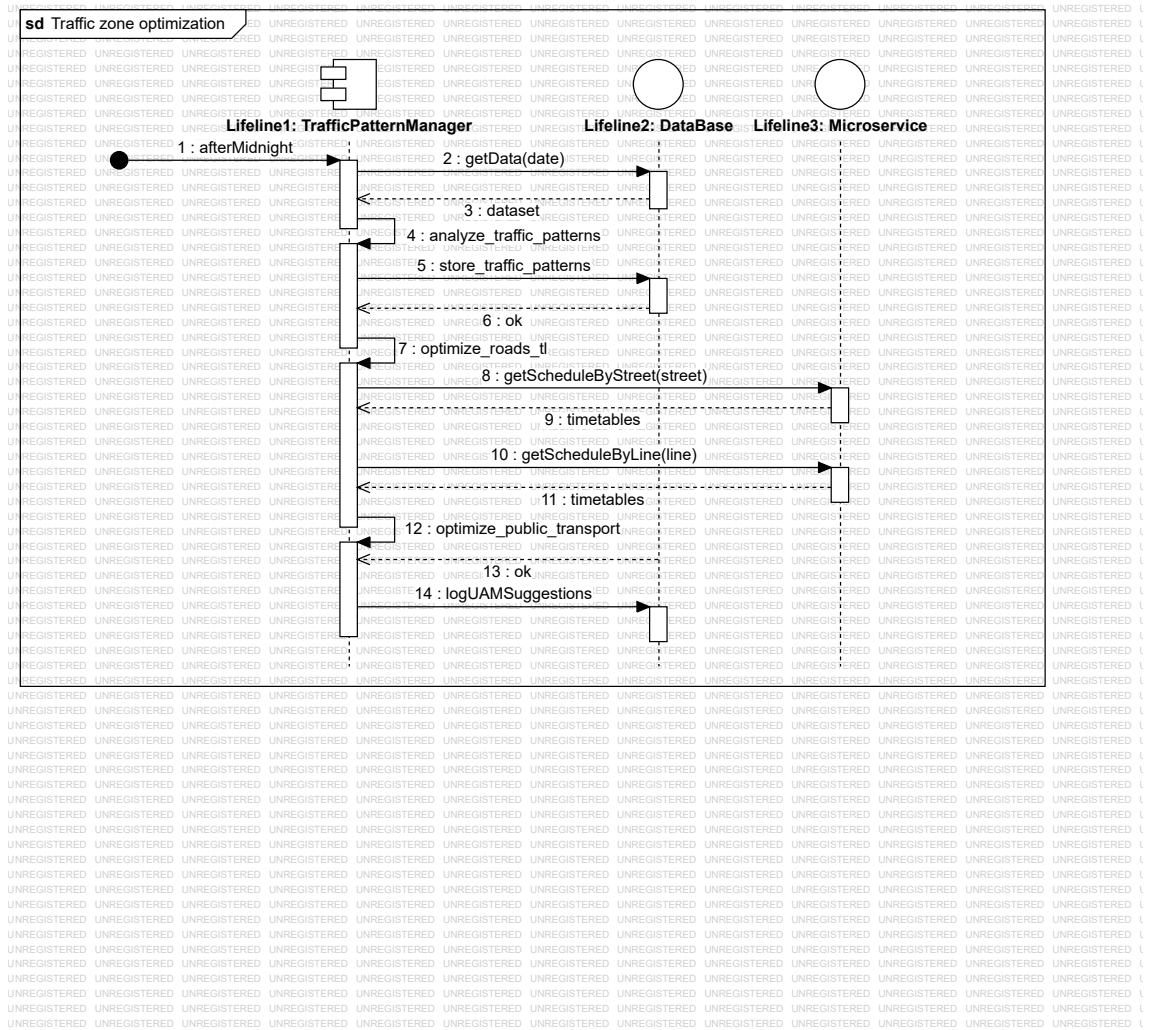 sd Traffic zone optimization
Lifeline1: TrafficPatternManager
Lifeline2: DataBase
Lifeline3: Microservice
1 : afterMidnight
2 : getData(date)
3 : dataset
4 : analyze_traffic_patterns
5 : store_traffic_patterns
6 : ok
7 : optimize_roads_tl
8 : getScheduleByStreet(street)
9 : timetables
10 : getScheduleByLine(line)
11 : timetables
12 : optimize_public_transport
13 : ok
14 : logUAMSuggestions
UNREGISTERED